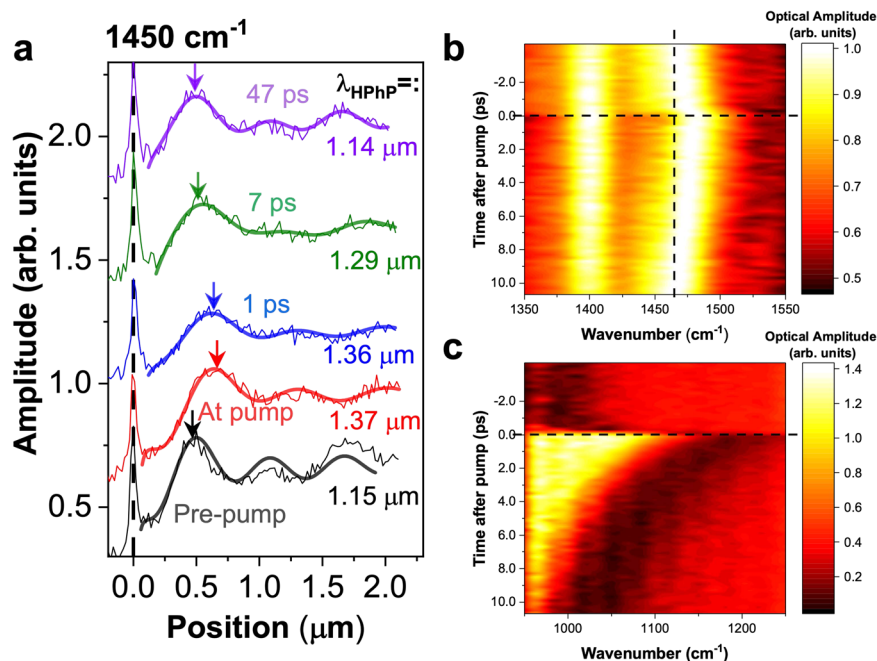 a
1450 cm⁻¹
λHPhP=:
47 ps
1.14 μm
7 ps
1.29 μm
1 ps
1.36 μm
At pump
1.37 μm
Pre-pump
1.15 μm
2.0
1.5
1.0
0.5
Amplitude (arb. units)
0.0 0.5 1.0 1.5 2.0
Position (μm)
b
Optical Amplitude
(arb. units)
-2.0
0.0
2.0
4.0
6.0
8.0
10.0
Time after pump (ps)
1350 1400 1450 1500 1550
Wavenumber (cm⁻¹)
1.0
0.9
0.8
0.7
0.6
0.5
c
Optical Amplitude
(arb. units)
-2.0
0.0
2.0
4.0
6.0
8.0
10.0
Time after pump (ps)
1000 1100 1200
Wavenumber (cm⁻¹)
1.4
1.2
1.0
0.8
0.6
0.4
0.2